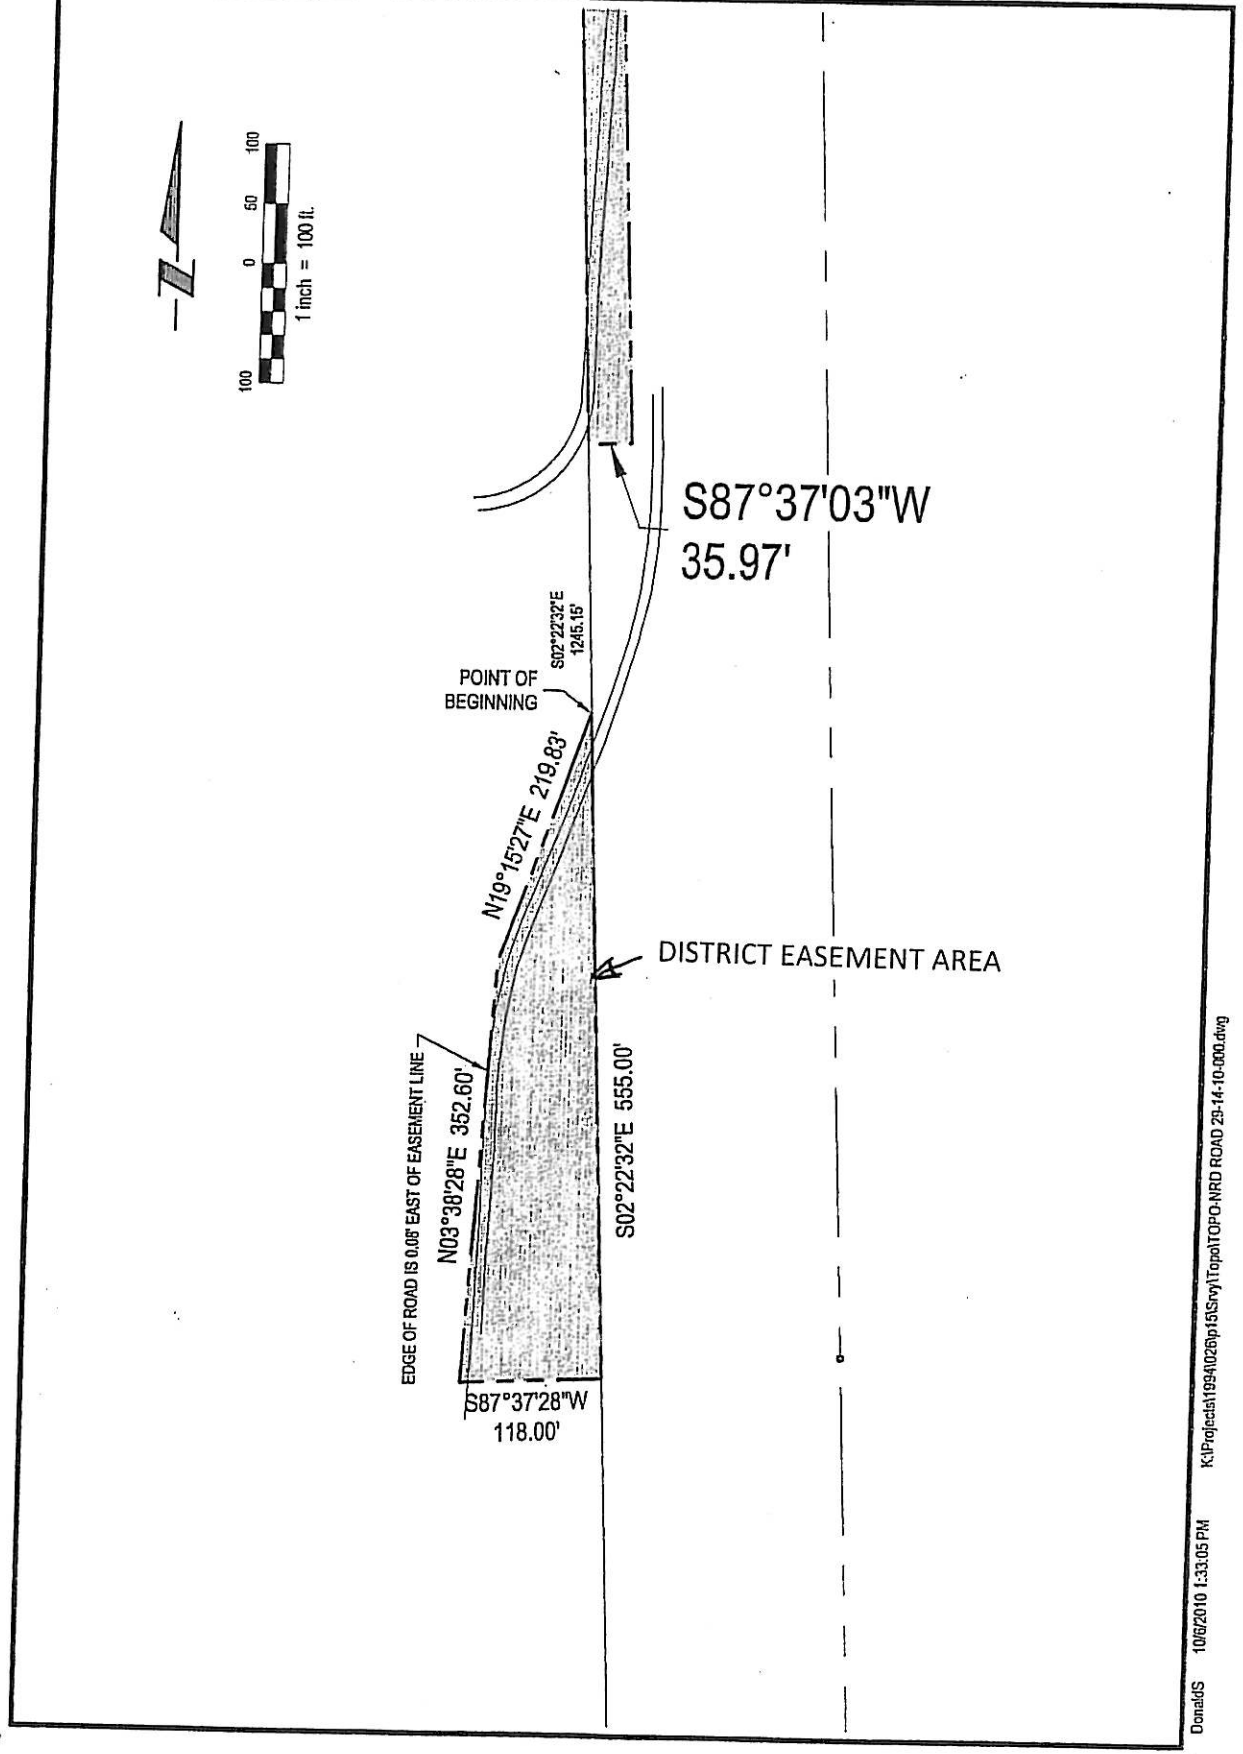 100
50
0
100
1 inch = 100 ft.
S87°37'03"W
35.97'
S02°22'32"E
1245.15'
POINT OF
BEGINNING
N19°15'27"E 219.83'
DISTRICT EASEMENT AREA
EDGE OF ROAD IS 0.08' EAST OF EASEMENT LINE
N03°38'28"E 352.60'
S02°22'32"E 555.00'
S87°37'28"W
118.00'
DonaldS 10/6/2010 1:33:05 PM K:\Projects\1994\026\p15\Srvy\Topo\TOPO-NRD ROAD 29-14-10-000.dwg